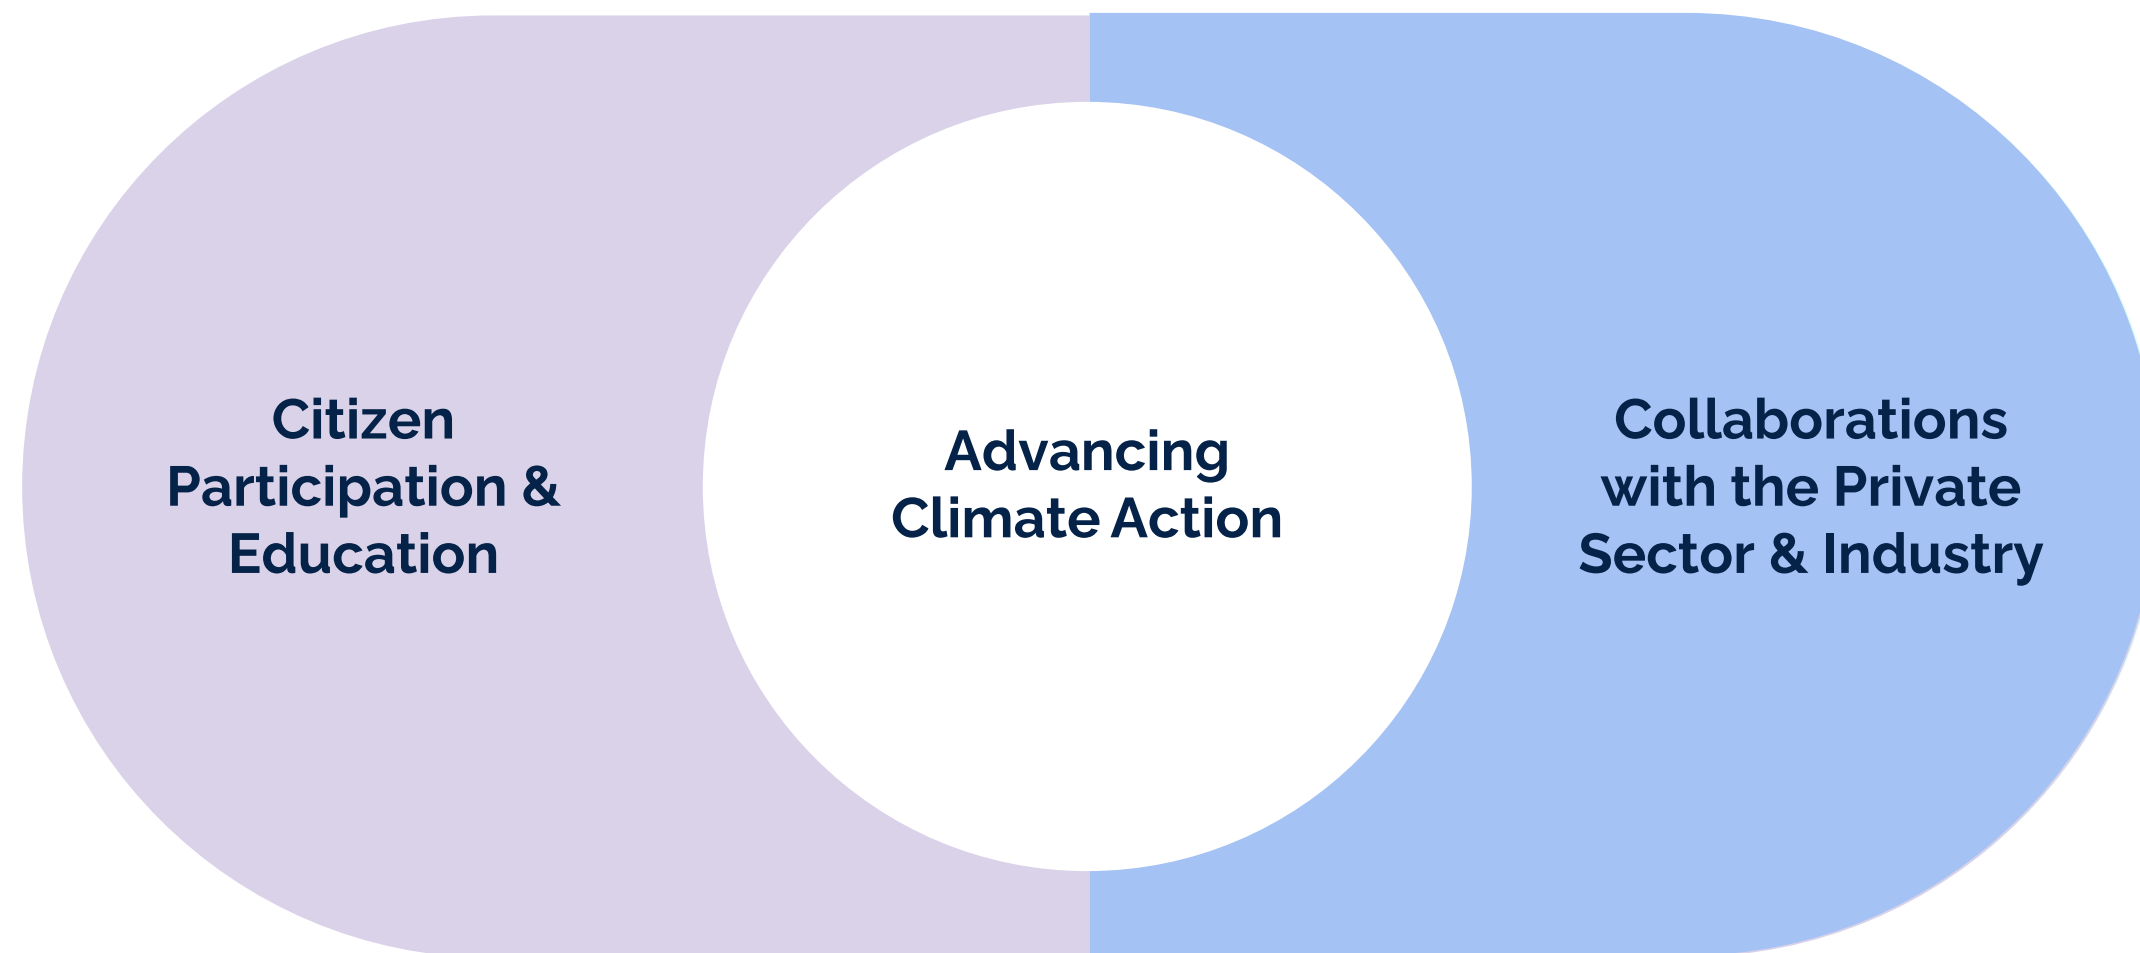 Citizen
Participation &
Education
Advancing
Climate Action
Collaborations
with the Private
Sector & Industry